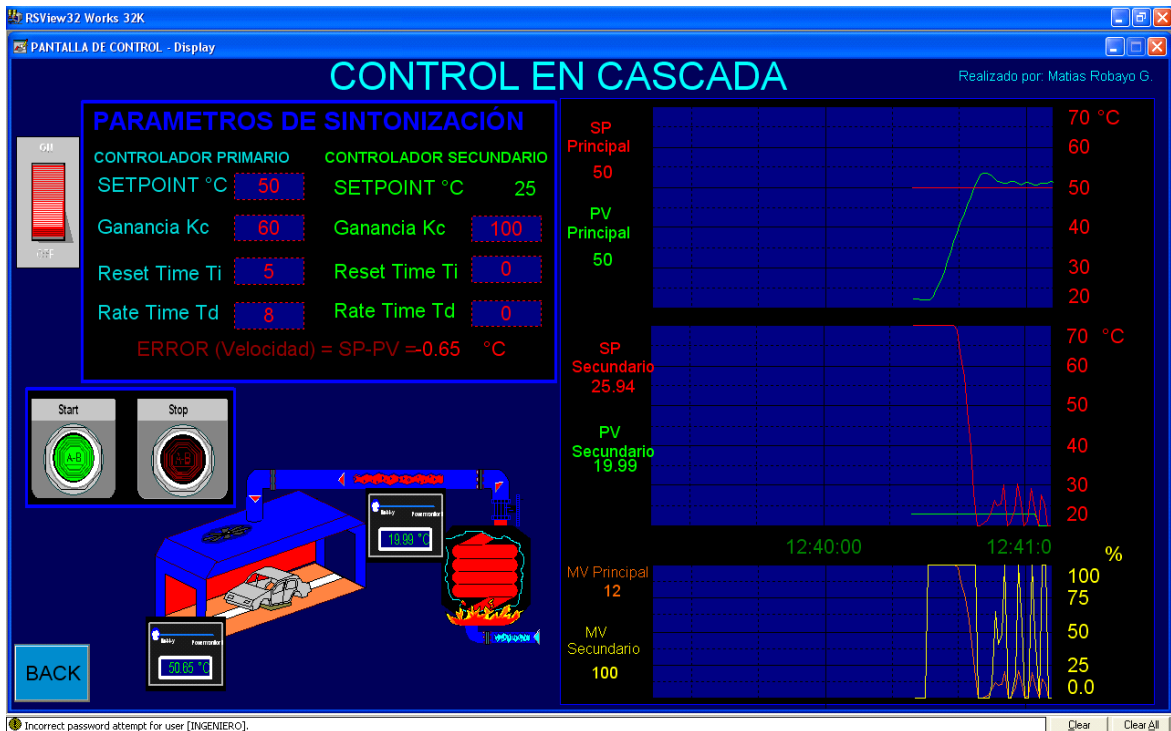 RSView32 Works 32K
PANTALLA DE CONTROL - Display
CONTROL EN CASCADA
Realizado por: Matias Robayo G.
PARAMETROS DE SINTONIZACIÓN
ON
OFF
CONTROLADOR PRIMARIO
SETPOINT °C 50
Ganancia Kc 60
Reset Time Ti 5
Rate Time Td 8
CONTROLADOR SECUNDARIO
SETPOINT °C 25
Ganancia Kc 100
Reset Time Ti 0
Rate Time Td 0
ERROR (Velocidad) = SP-PV =-0.65 °C
Start
Stop
A-B
A-B
19.99 °C
50.65 °C
BACK
SP
Principal
50
PV
Principal
50
70 °C
60
50
40
30
20
SP
Secundario
25.94
PV
Secundario
19.99
70 °C
60
50
40
30
20
12:40:00
12:41:0
MV Principal
12
MV
Secundario
100
%
100
75
50
25
0.0
Incorrect password attempt for user [INGENIERO].
Clear
Clear All